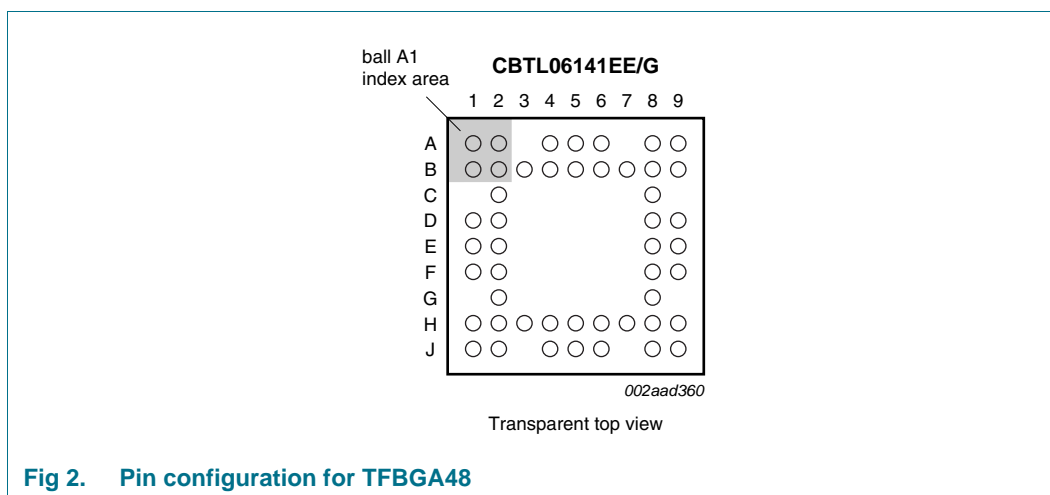 ball A1
index area
CBTL06141EE/G
1 2 3 4 5 6 7 8 9
A
B
C
D
E
F
G
H
J
002aad360
Transparent top view
Fig 2. Pin configuration for TFBGA48